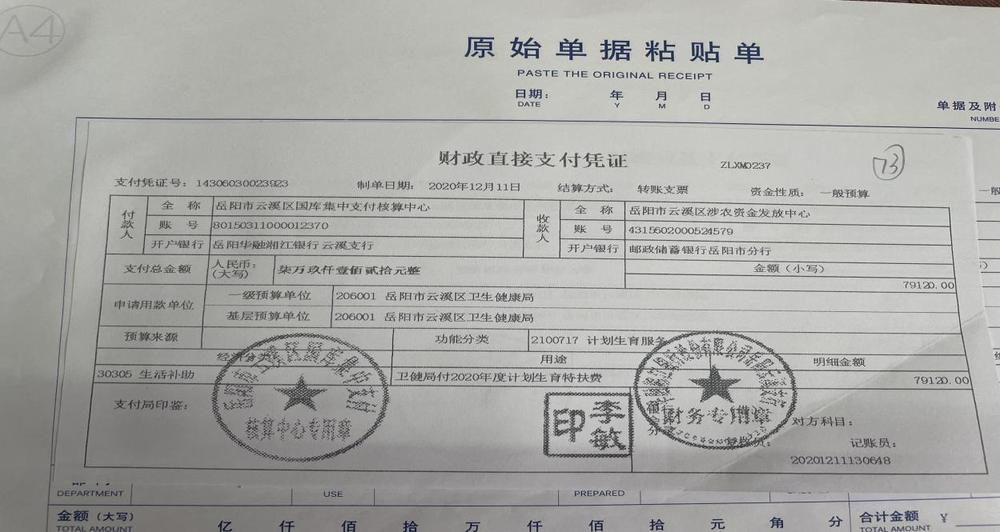 A4
原始单据粘贴单
PASTE THE ORIGINAL RECEIPT
日期： 年 月 日
DATE Y M D
单据及附
NUMBE
财政直接支付凭证
ZLXW0237
73
支付凭证号：14306030023923 制单日期： 2020年12月11日 结算方式： 转账支票 资金性质： 一般预算
付款人 全 称 岳阳市云溪区国库集中支付核算中心 收款人 全 称 岳阳市云溪区涉农资金发放中心
账 号 80150311000012370 账 号 4315602000524579
开户银行 岳阳华融湘江银行云溪支行 开户银行 邮政储蓄银行岳阳市分行
支付总金额 人民币：(大写) 柒万玖仟壹佰贰拾元整 金额（小写）
79120.00
申请用款单位 一级预算单位 206001 岳阳市云溪区卫生健康局
基层预算单位 206001 岳阳市云溪区卫生健康局
预算来源 功能分类 2100717 计划生育服务
经济分类 用途 明细金额
30305 生活补助 卫健局付2020年度计划生育特扶费 79120.00
支付局印鉴：
核算中心专用章
李敏印
财务专用章
对方科目：
复核员： 记账员：
20201211130648
DEPARTMENT USE PREPARED
金额（大写） 亿 仟 佰 拾 万 仟 佰 拾 元 角 分 合计金额 ￥
TOTAL AMOUNT TOTAL AMOUNT